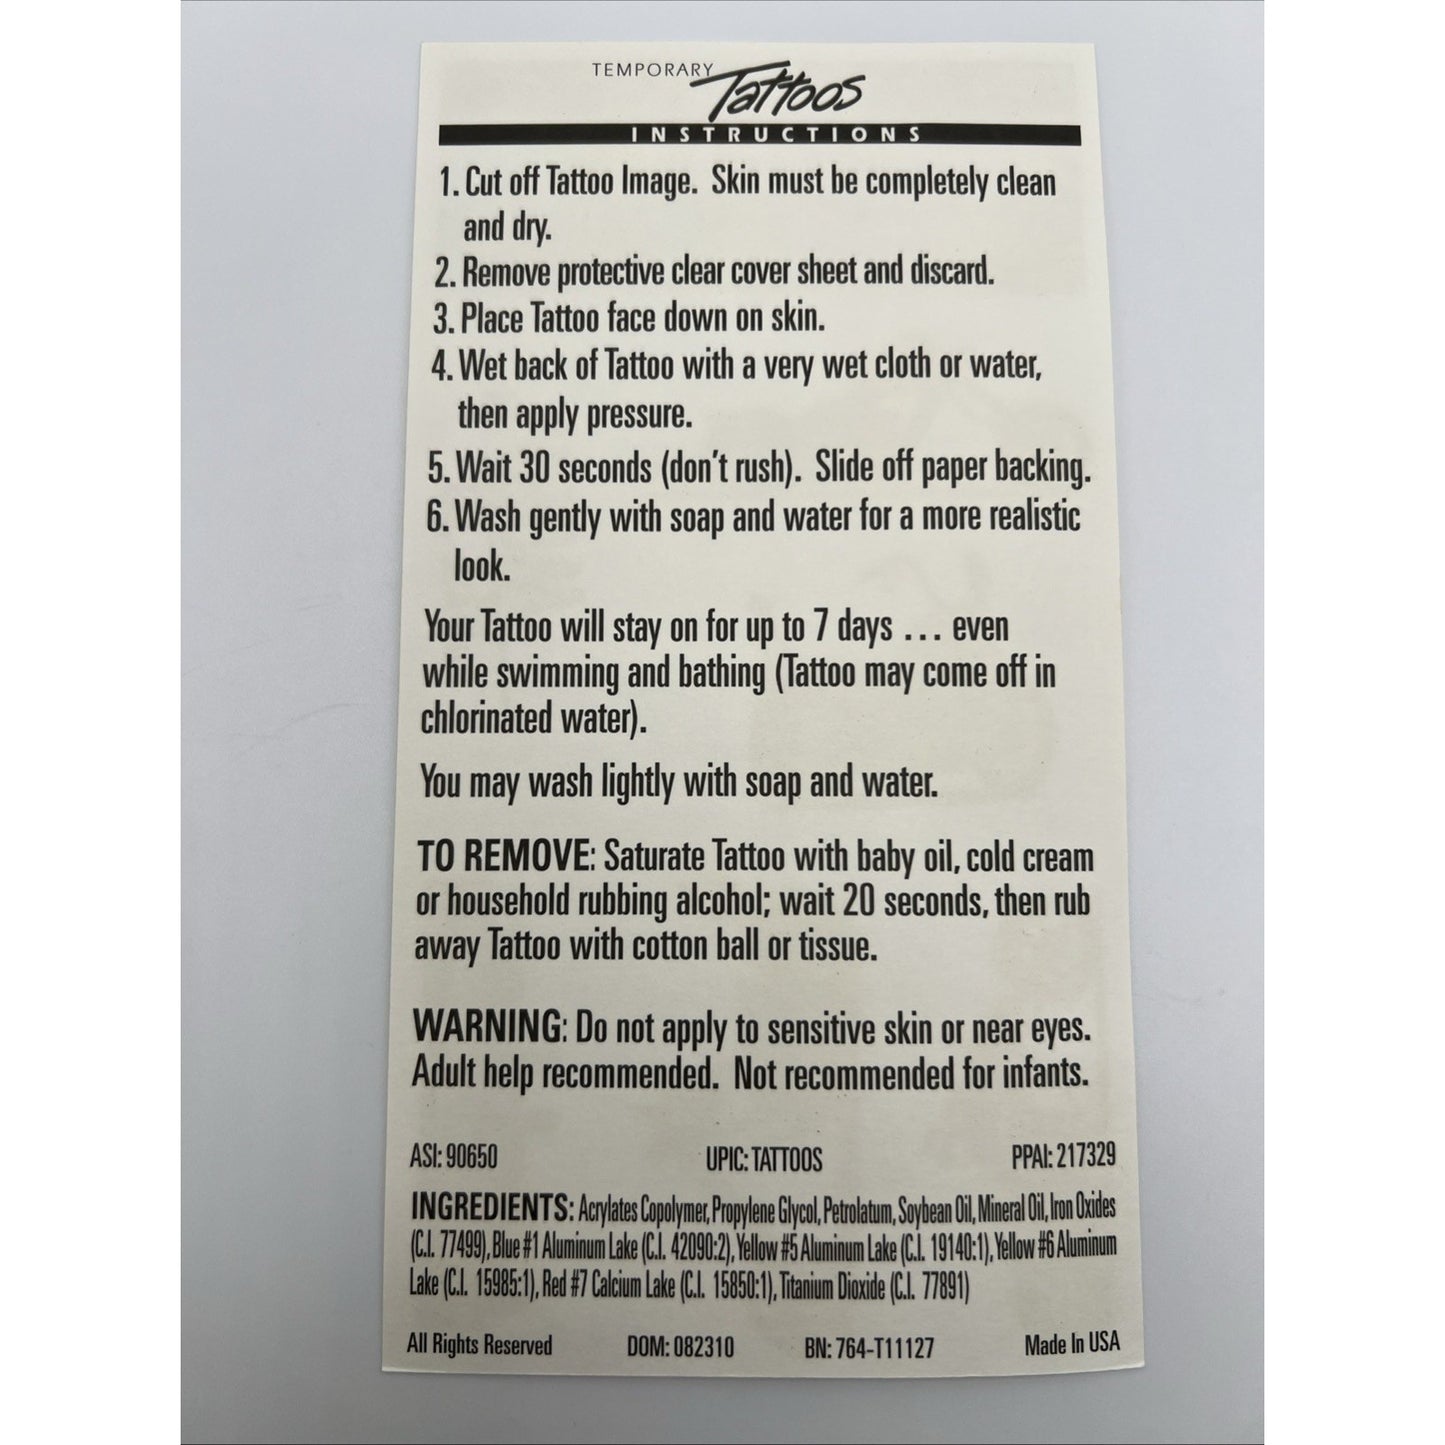 TEMPORARY Tattoos
INSTRUCTIONS
1. Cut off Tattoo Image. Skin must be completely clean
and dry.
2. Remove protective clear cover sheet and discard.
3. Place Tattoo face down on skin.
4. Wet back of Tattoo with a very wet cloth or water,
then apply pressure.
5. Wait 30 seconds (don't rush). Slide off paper backing.
6. Wash gently with soap and water for a more realistic
look.
Your Tattoo will stay on for up to 7 days ... even
while swimming and bathing (Tattoo may come off in
chlorinated water).
You may wash lightly with soap and water.
TO REMOVE: Saturate Tattoo with baby oil, cold cream
or household rubbing alcohol; wait 20 seconds, then rub
away Tattoo with cotton ball or tissue.
WARNING: Do not apply to sensitive skin or near eyes.
Adult help recommended. Not recommended for infants.
ASI: 90650 UPIC: TATTOOS PPAI: 217329
INGREDIENTS: Acrylates Copolymer, Propylene Glycol, Petrolatum, Soybean Oil, Mineral Oil, Iron Oxides
(C.I. 77499), Blue #1 Aluminum Lake (C.I. 42090:2), Yellow #5 Aluminum Lake (C.I. 19140:1), Yellow #6 Aluminum
Lake (C.I. 15985:1), Red #7 Calcium Lake (C.I. 15850:1), Titanium Dioxide (C.I. 77891)
All Rights Reserved DOM: 082310 BN: 764-T11127 Made In USA